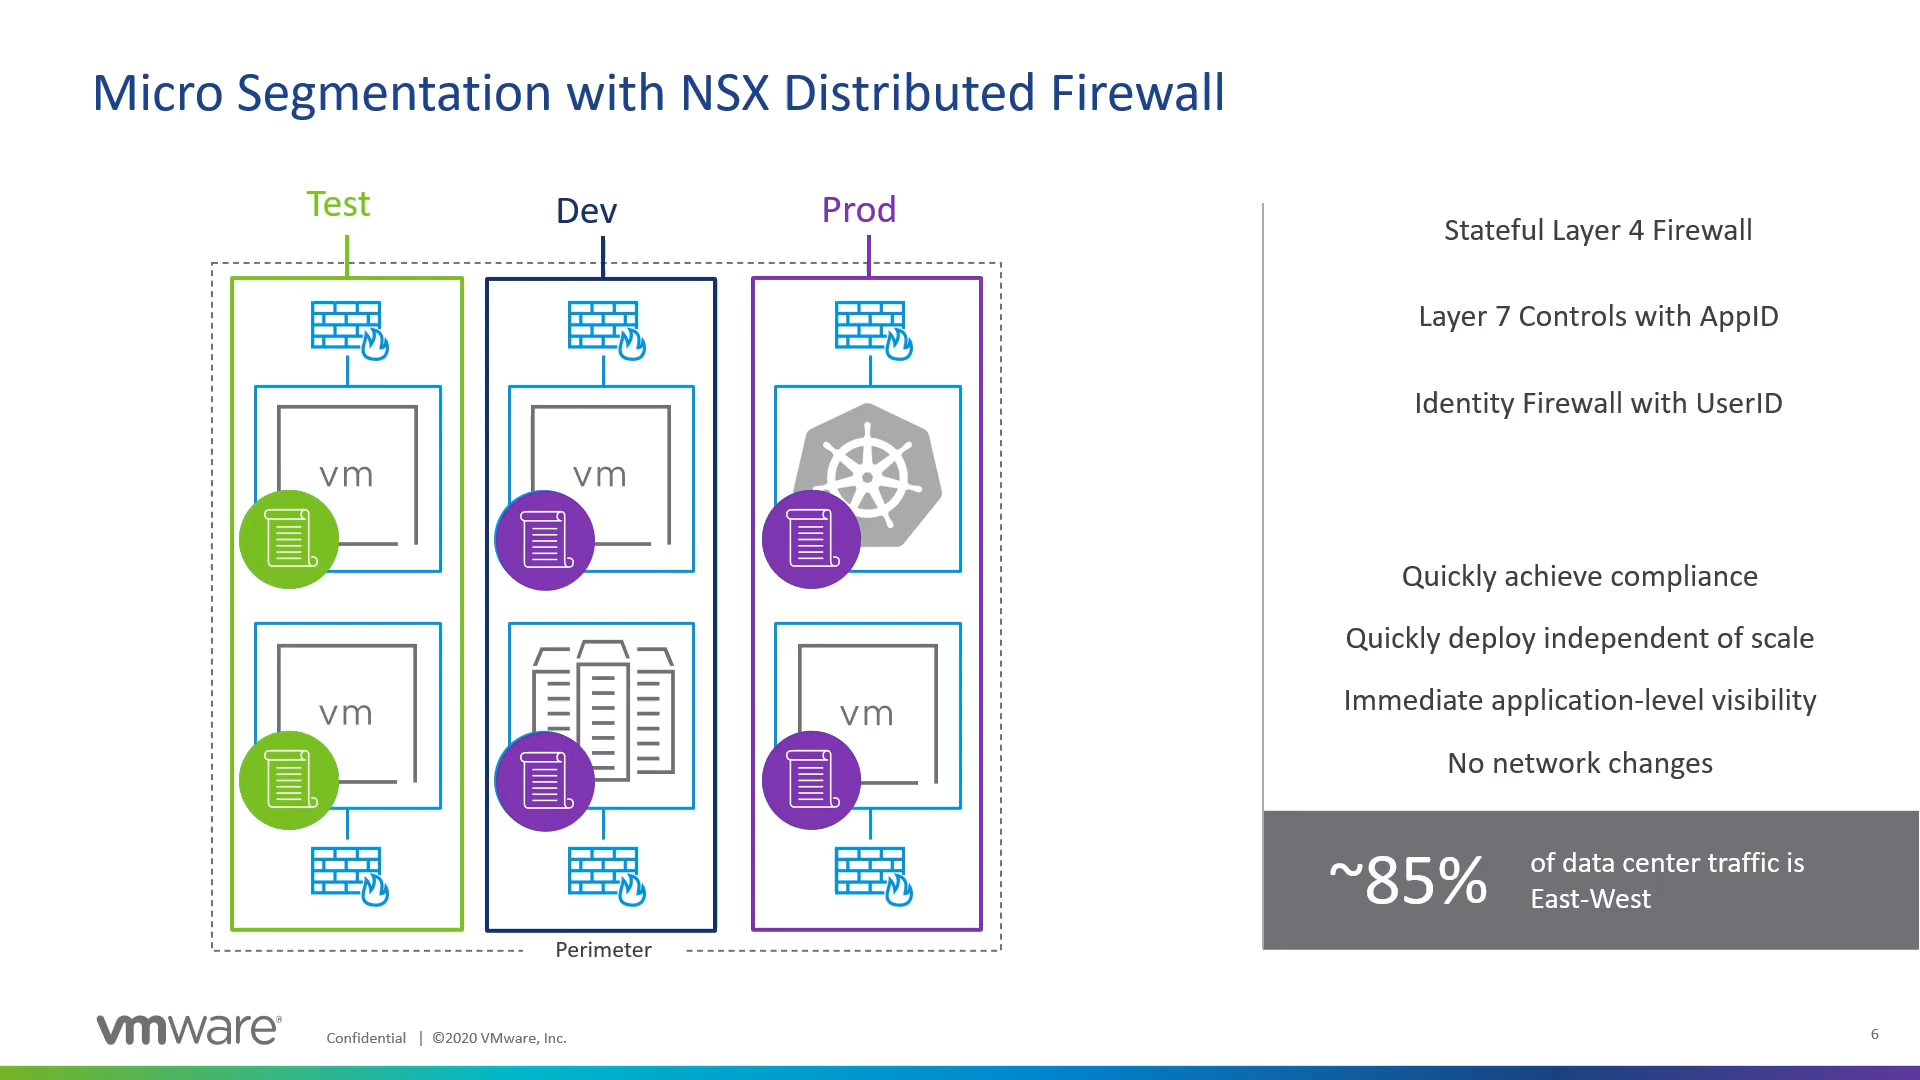 Micro Segmentation with NSX Distributed Firewall
Test
Dev
Prod
vm
vm
vm
vm
Perimeter
Stateful Layer 4 Firewall
Layer 7 Controls with AppID
Identity Firewall with UserID
Quickly achieve compliance
Quickly deploy independent of scale
Immediate application-level visibility
No network changes
~85%
of data center traffic is
East-West
vmware®
Confidential | ©2020 VMware, Inc.
6